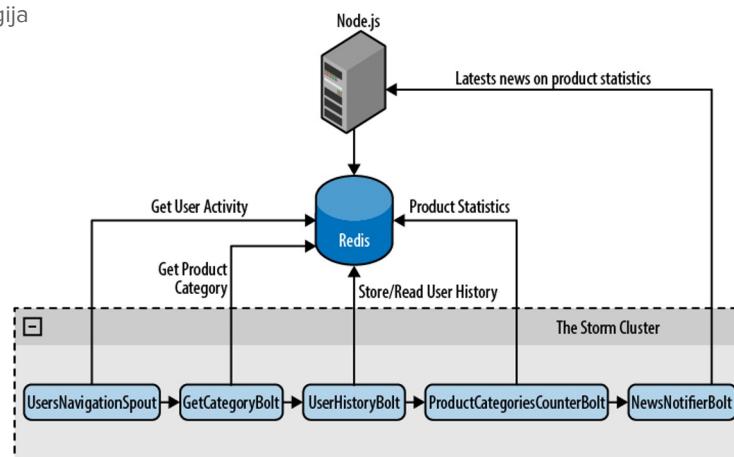 gija
Node.js
Latests news on product statistics
Get User Activity
Product Statistics
Redis
Get Product
Category
Store/Read User History
The Storm Cluster
UsersNavigationSpout
GetCategoryBolt
UserHistoryBolt
ProductCategoriesCounterBolt
NewsNotifierBolt